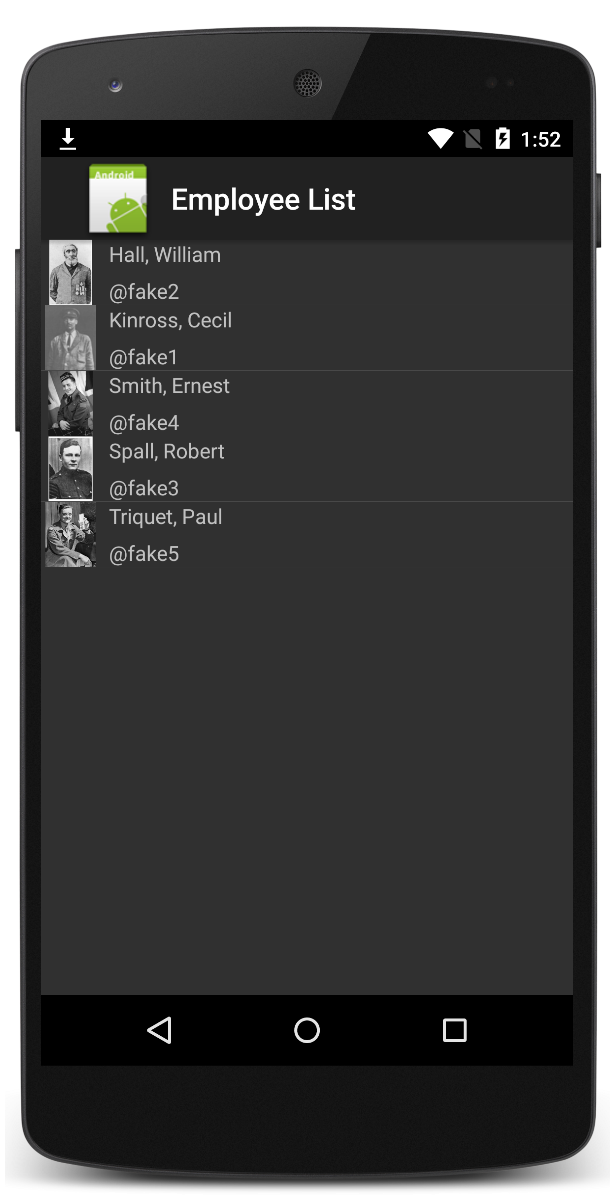 1:52
Android
Employee List
Hall, William
@fake2
Kinross, Cecil
@fake1
Smith, Ernest
@fake4
Spall, Robert
@fake3
Triquet, Paul
@fake5